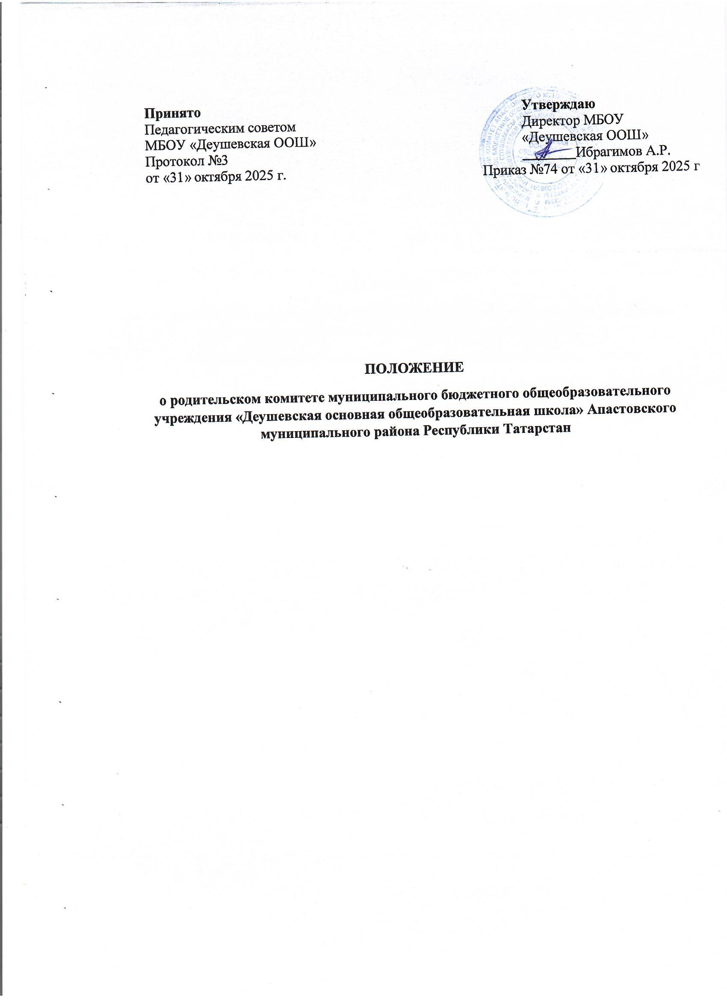 Принято
Педагогическим советом
МБОУ «Деушевская ООШ»
Протокол №3
от «31» октября 2025 г.
Утверждаю
Директор МБОУ
«Деушевская ООШ»
Ибрагимов А.Р.
Приказ №74 от «31» октября 2025 г
ПОЛОЖЕНИЕ
о родительском комитете муниципального бюджетного общеобразовательного
учреждения «Деушевская основная общеобразовательная школа» Апастовского
муниципального района Республики Татарстан